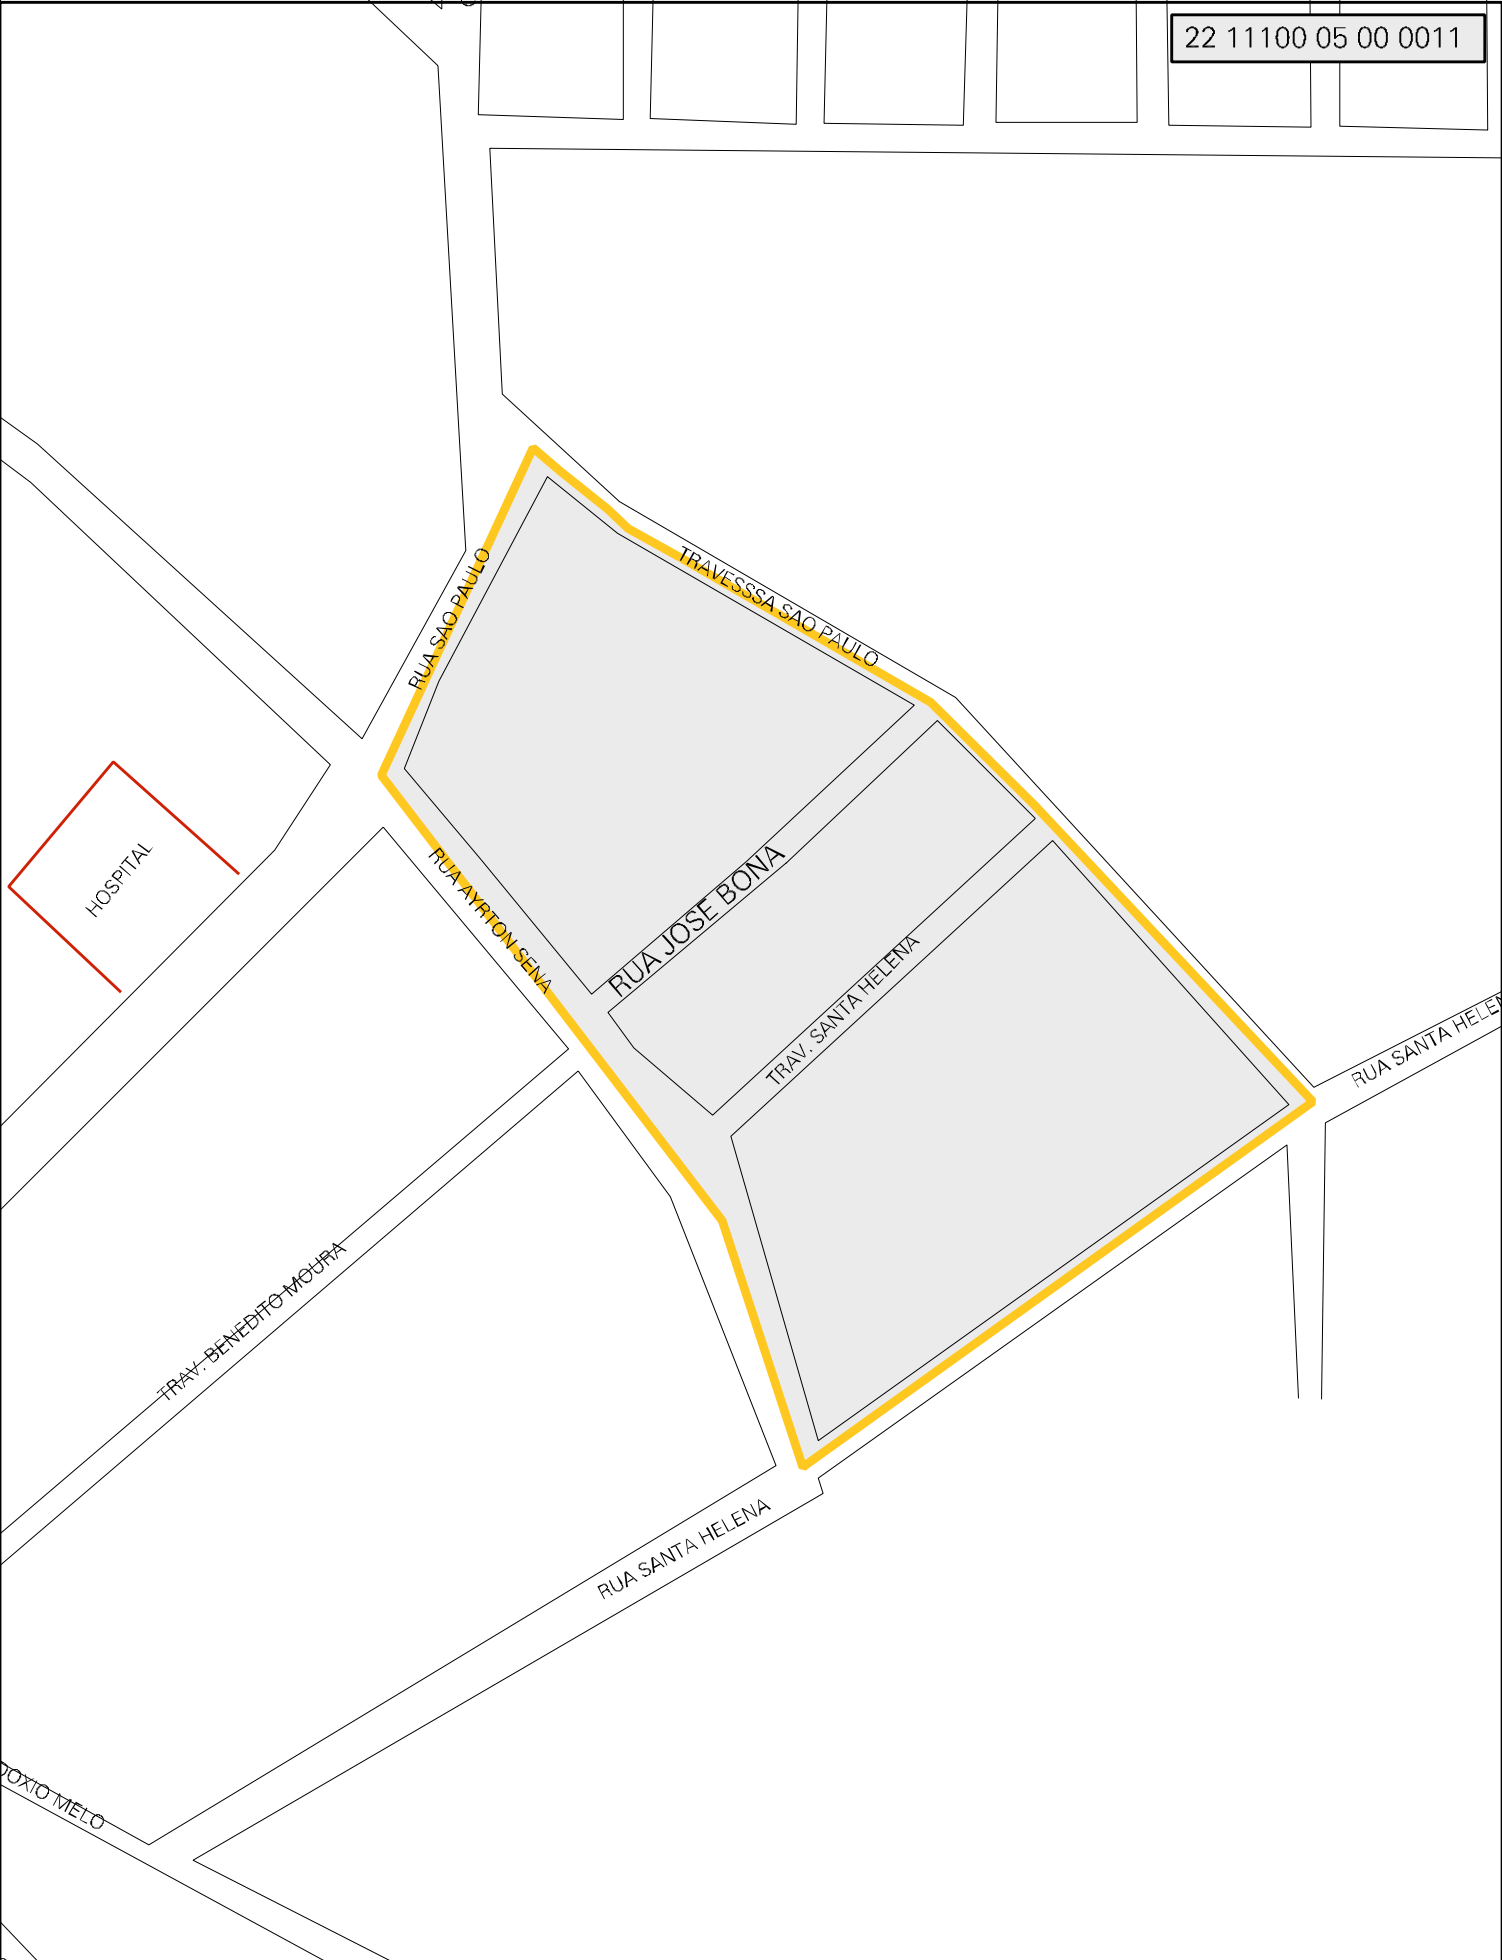 22 11100 05 00 0011
RUA SAO PAULO
TRAVESSSA SAO PAULO
HOSPITAL
RUA AYRTON SENA
RUA JOSE BONA
TRAV. SANTA HELENA
RUA SANTA HELEN
TRAV. BENEDITO MOURA
RUA SANTA HELENA
DOXIO MELO